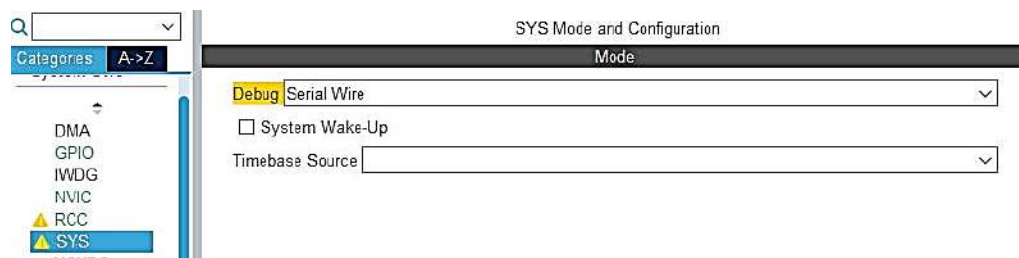 SYS Mode and Configuration
Categories A->Z
Mode
Debug Serial Wire
System Wake-Up
Timebase Source
DMA
GPIO
IWDG
NVIC
RCC
SYS